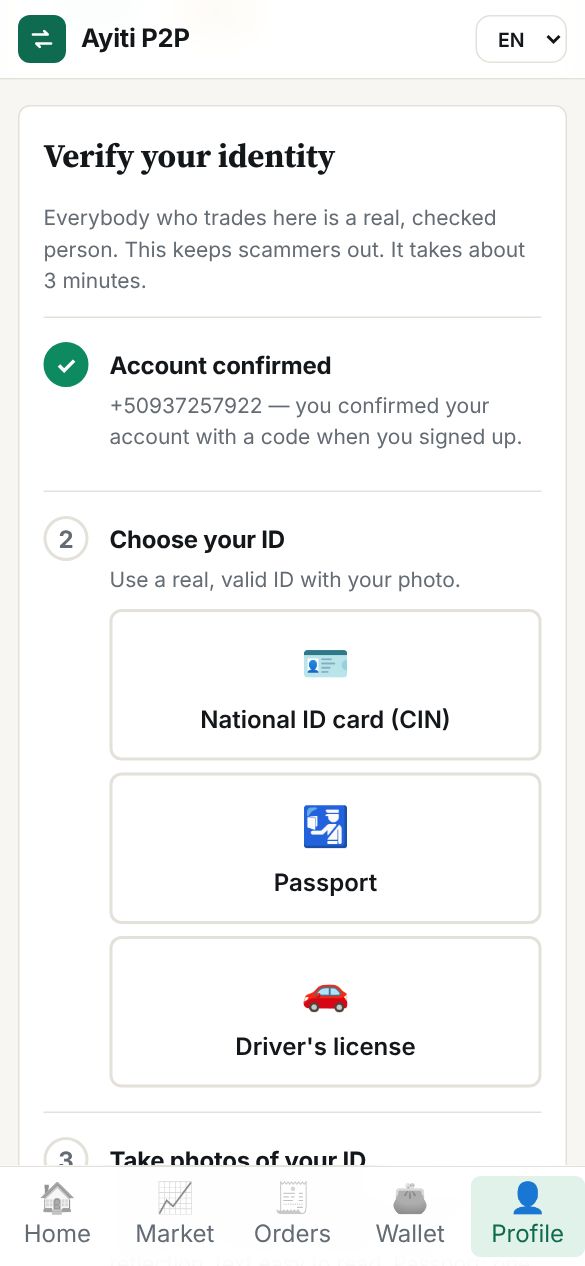 Ayiti P2P
EN
Verify your identity
Everybody who trades here is a real, checked
person. This keeps scammers out. It takes about
3 minutes.
Account confirmed
+50937257922 — you confirmed your
account with a code when you signed up.
2
Choose your ID
Use a real, valid ID with your photo.
National ID card (CIN)
Passport
Driver's license
3
Take photos of your ID
Home
Market
Orders
Wallet
Profile